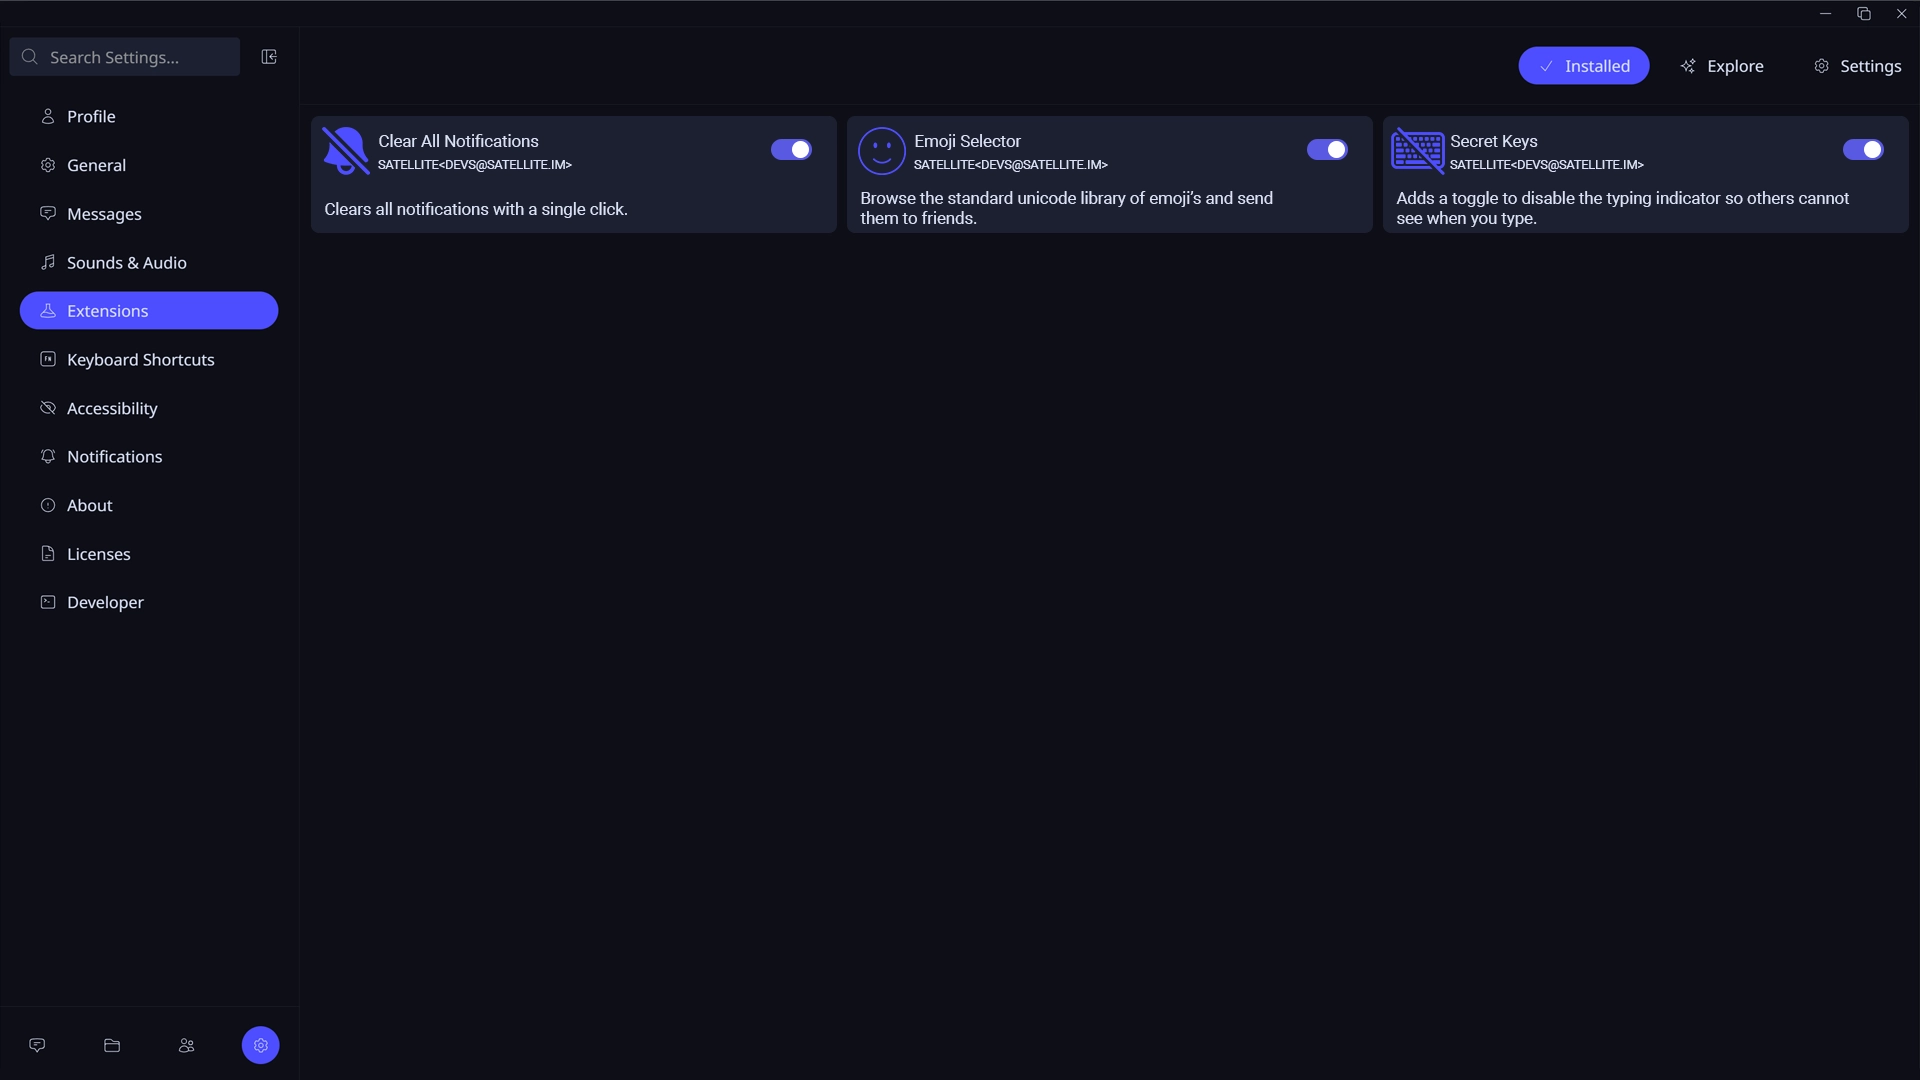 Search Settings...
Installed
Explore
Settings
Profile
General
Messages
Sounds & Audio
Extensions
Keyboard Shortcuts
Accessibility
Notifications
About
Licenses
Developer
Clear All Notifications
SATELLITE<DEVS@SATELLITE.IM>
Clears all notifications with a single click.
Emoji Selector
SATELLITE<DEVS@SATELLITE.IM>
Browse the standard unicode library of emoji's and send
them to friends.
Secret Keys
SATELLITE<DEVS@SATELLITE.IM>
Adds a toggle to disable the typing indicator so others cannot
see when you type.